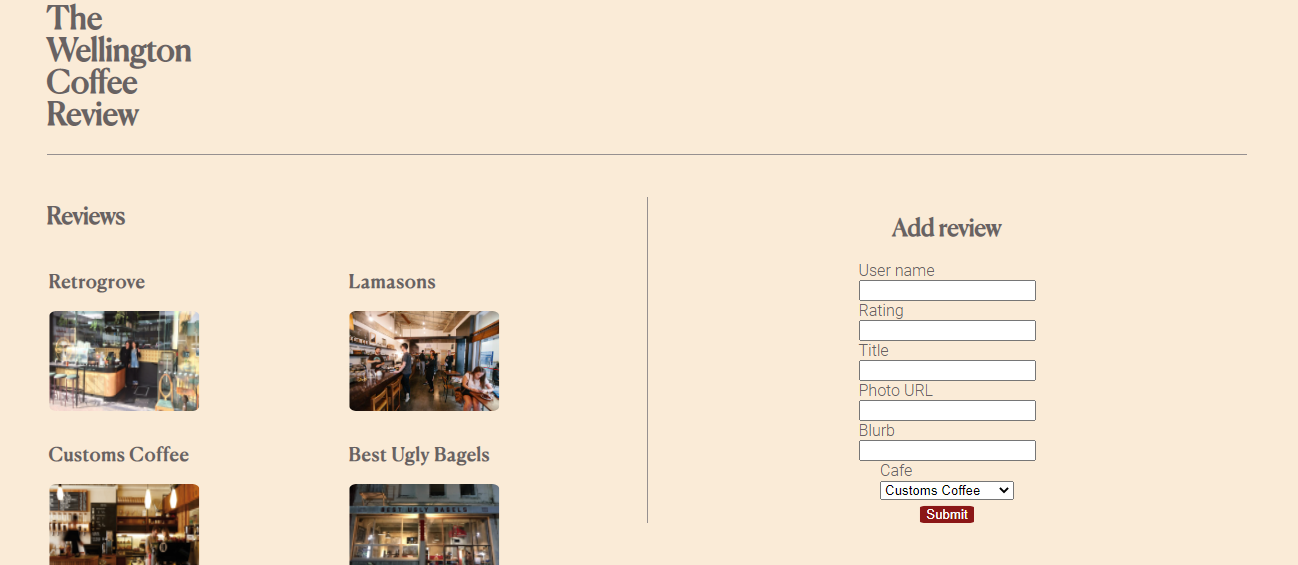 The
Wellington
Coffee
Review
Reviews
Retrogrove
Lamasons
Customs Coffee
Best Ugly Bagels
BEST UGLY BAGELS
Add review
User name
Rating
Title
Photo URL
Blurb
Cafe
Customs Coffee
Submit